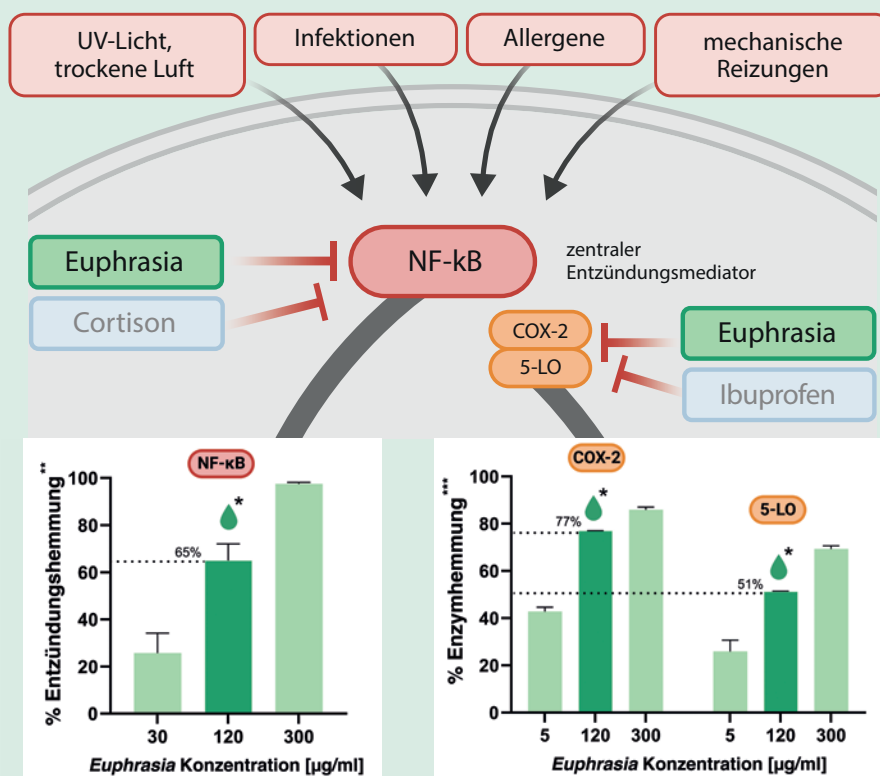 UV-Licht,
trockene Luft
Infektionen
Allergene
mechanische
Reizungen
Euphrasia
Cortison
NF-kB
zentraler
Entzündungsmediator
COX-2
5-LO
Euphrasia
Ibuprofen
NF-κB
% Entzündungshemmung**
100
80
60
40
20
0
65%
*
30 120 300
Euphrasia Konzentration [µg/ml]
COX-2
5-LO
% Enzymhemmung***
100
80
60
40
20
0
77%
*
51%
*
5 120 300 5 120 300
Euphrasia Konzentration [µg/ml]